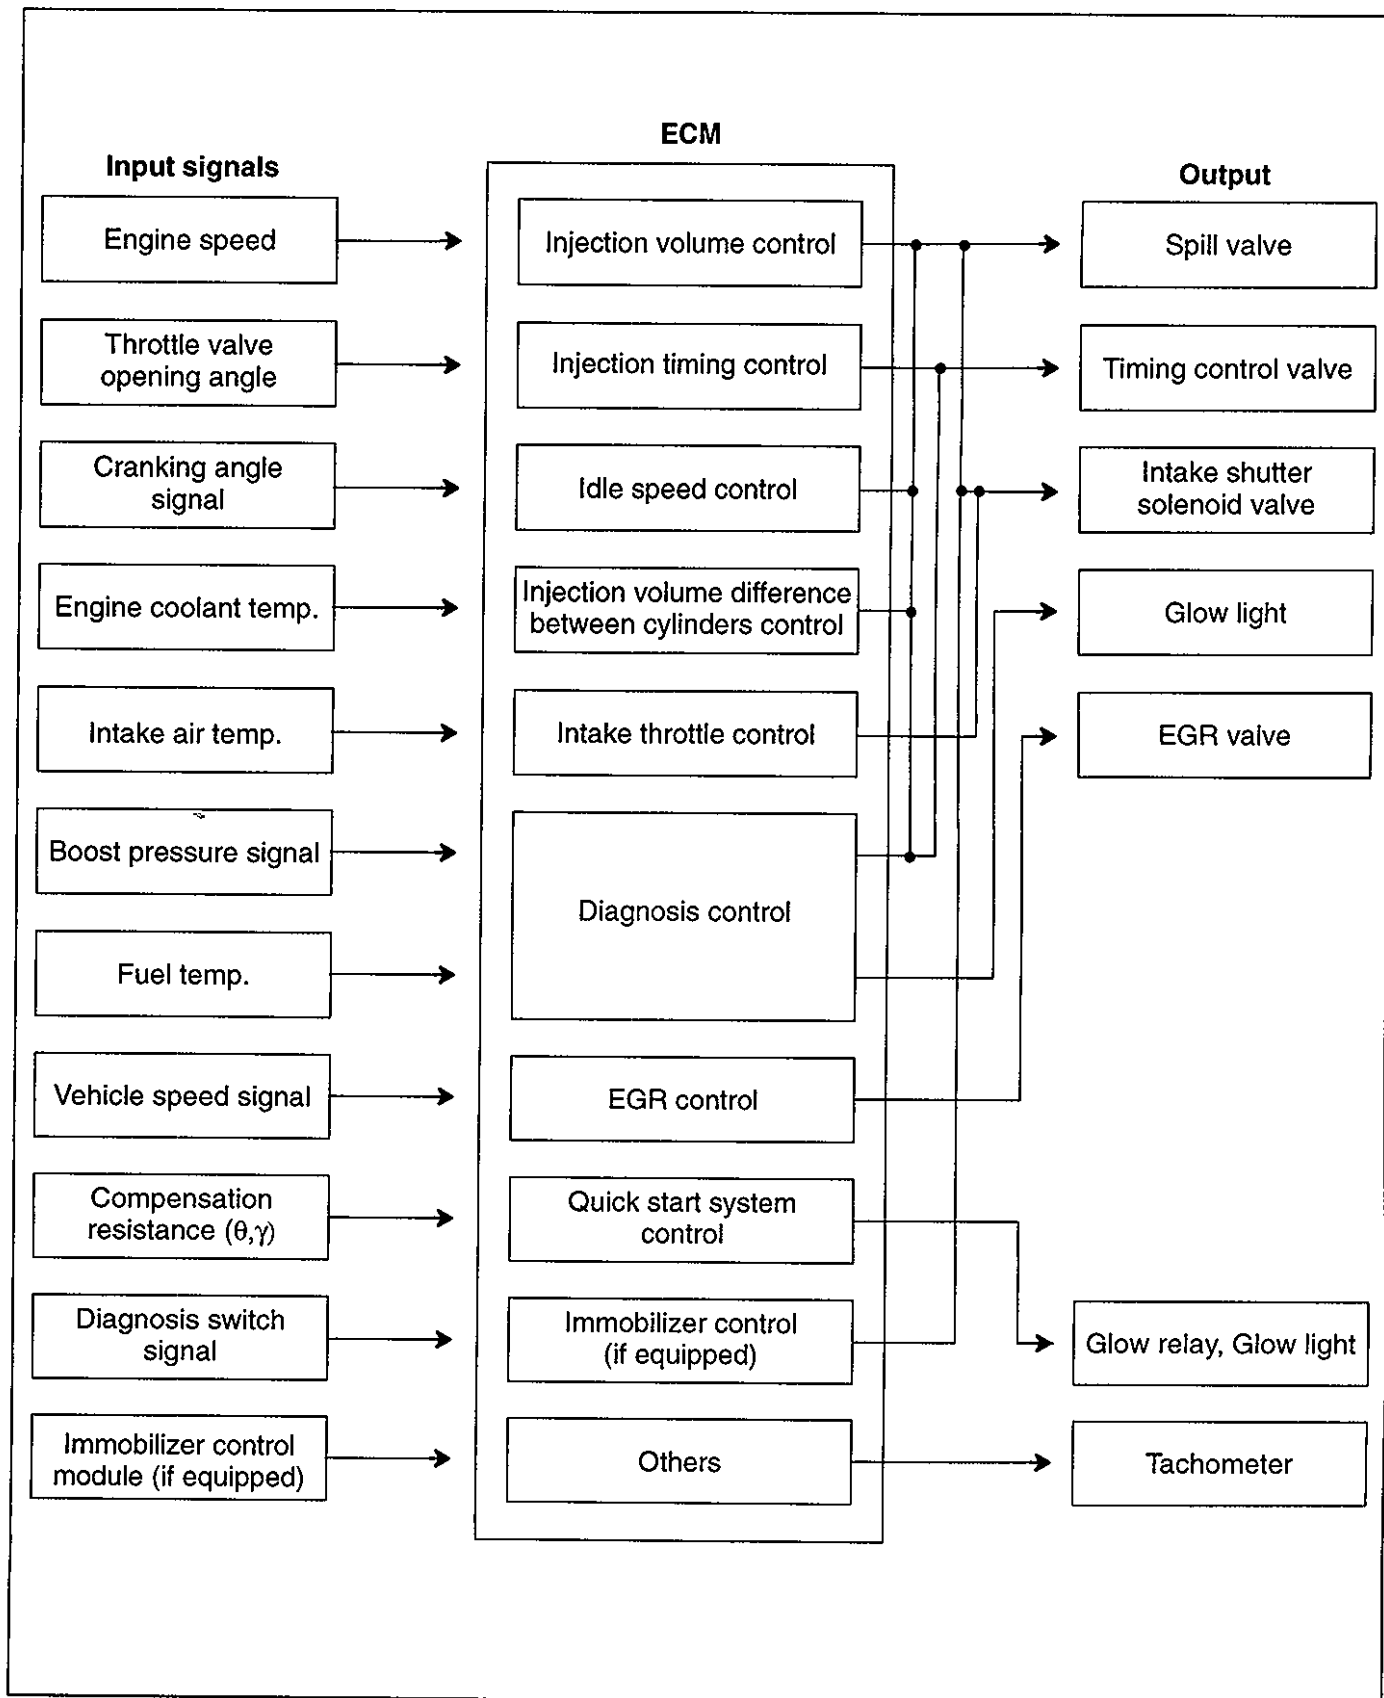 ECM
Input signals
Output
Engine speed
Injection volume control
Spill valve
Throttle valve
opening angle
Injection timing control
Timing control valve
Cranking angle
signal
Idle speed control
Intake shutter
solenoid valve
Engine coolant temp.
Injection volume difference
between cylinders control
Glow light
Intake air temp.
Intake throttle control
EGR valve
Boost pressure signal
Diagnosis control
Fuel temp.
Vehicle speed signal
EGR control
Compensation
resistance (θ,γ)
Quick start system
control
Diagnosis switch
signal
Immobilizer control
(if equipped)
Glow relay, Glow light
Immobilizer control
module (if equipped)
Others
Tachometer